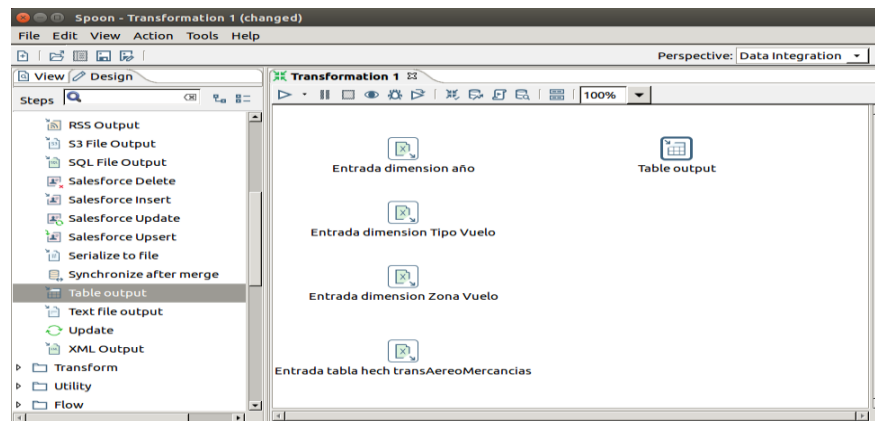 Spoon - Transformation 1 (changed)
File Edit View Action Tools Help
Perspective: Data Integration
View Design
Transformation 1
Steps
100%
RSS Output
S3 File Output
SQL File Output
Salesforce Delete
Salesforce Insert
Salesforce Update
Salesforce Upsert
Serialize to file
Synchronize after merge
Table output
Text file output
Update
XML Output
Transform
Utility
Flow
Entrada dimension año
Table output
Entrada dimension Tipo Vuelo
Entrada dimension Zona Vuelo
Entrada tabla hech transAereoMercancias